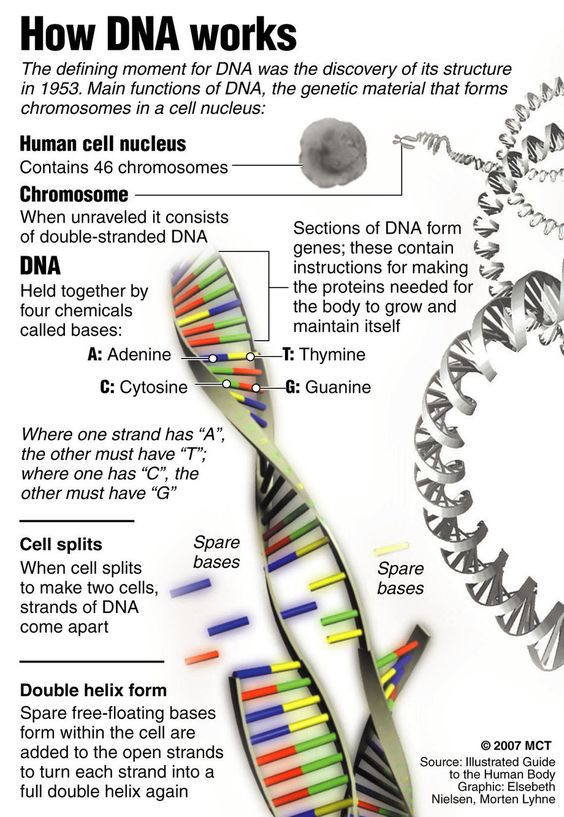 How DNA works
The defining moment for DNA was the discovery of its structure
in 1953. Main functions of DNA, the genetic material that forms
chromosomes in a cell nucleus:
Human cell nucleus
Contains 46 chromosomes
Chromosome
When unraveled it consists
of double-stranded DNA
Sections of DNA form
genes; these contain
instructions for making
the proteins needed for
the body to grow and
maintain itself
DNA
Held together by
four chemicals
called bases:
A: Adenine
T: Thymine
C: Cytosine
G: Guanine
Where one strand has “A”,
the other must have “T”;
where one has “C”, the
other must have “G”
Cell splits
When cell splits
to make two cells,
strands of DNA
come apart
Spare
bases
Spare
bases
Double helix form
Spare free-floating bases
form within the cell are
added to the open strands
to turn each strand into a
full double helix again
© 2007 MCT
Source: Illustrated Guide
to the Human Body
Graphic: Elsebeth
Nielsen, Morten Lyhne